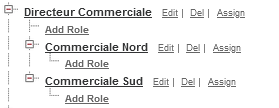 Directeur Commerciale Edit | Del | Assign
Add Role
Commerciale Nord Edit | Del | Assign
Add Role
Commerciale Sud Edit | Del | Assign
Add Role